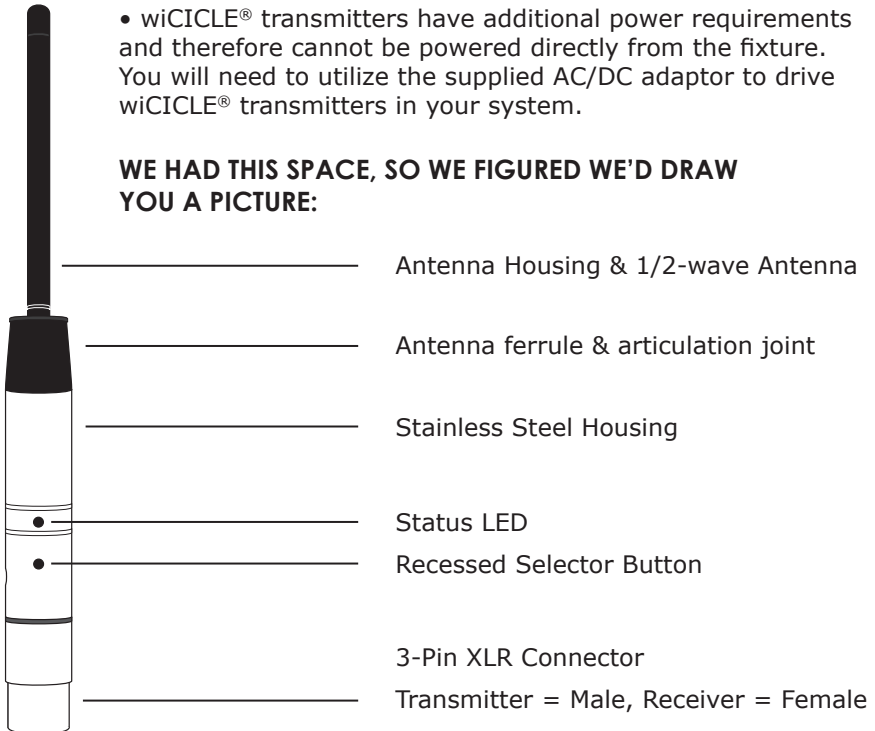 • wiCICLE® transmitters have additional power requirements
and therefore cannot be powered directly from the fixture.
You will need to utilize the supplied AC/DC adaptor to drive
wiCICLE® transmitters in your system.
WE HAD THIS SPACE, SO WE FIGURED WE’D DRAW
YOU A PICTURE:
Antenna Housing & 1/2-wave Antenna
Antenna ferrule & articulation joint
Stainless Steel Housing
Status LED
Recessed Selector Button
3-Pin XLR Connector
Transmitter = Male, Receiver = Female